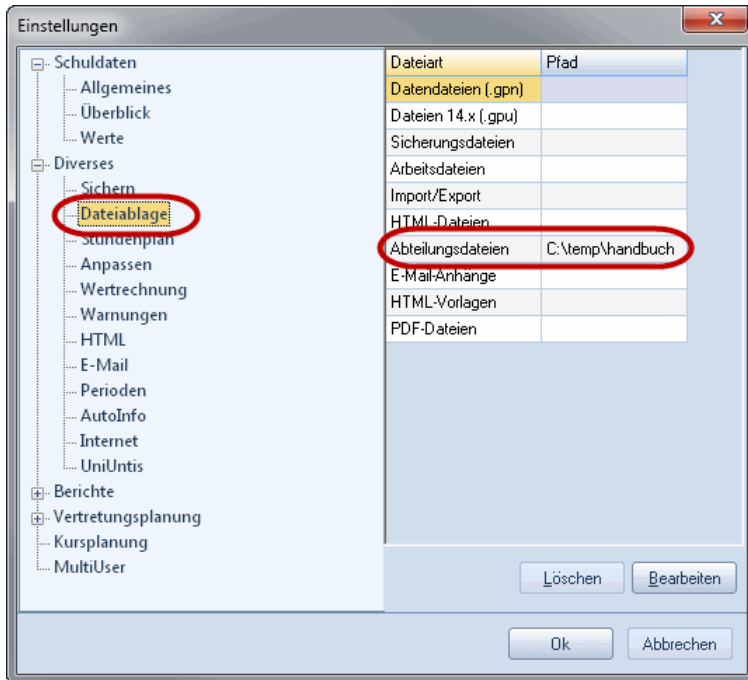 Einstellungen
Schuldaten
Allgemeines
Überblick
Werte
Diverses
Sichern
Dateiablage
Stundenplan
Anpassen
Wertrechnung
Warnungen
HTML
E-Mail
Perioden
AutoInfo
Internet
UniUntis
Berichte
Vertretungsplanung
Kursplanung
MultiUser
Dateiart Pfad
Datendateien (.gpn)
Dateien 14.x (.gpu)
Sicherungsdateien
Arbeitsdateien
Import/Export
HTML-Dateien
Abteilungsdateien C:\temp\handbuch
E-Mail-Anhänge
HTML-Vorlagen
PDF-Dateien
Löschen Bearbeiten
Ok Abbrechen